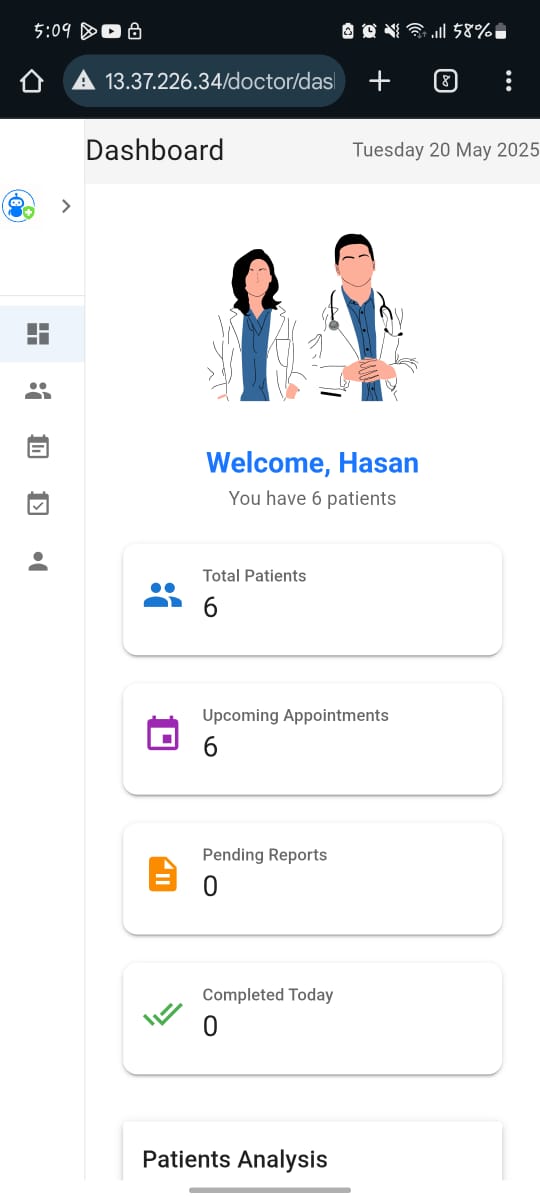 5:09
58%
13.37.226.34/doctor/das
8
Dashboard
Tuesday 20 May 2025
Welcome, Hasan
You have 6 patients
Total Patients
6
Upcoming Appointments
6
Pending Reports
0
Completed Today
0
Patients Analysis